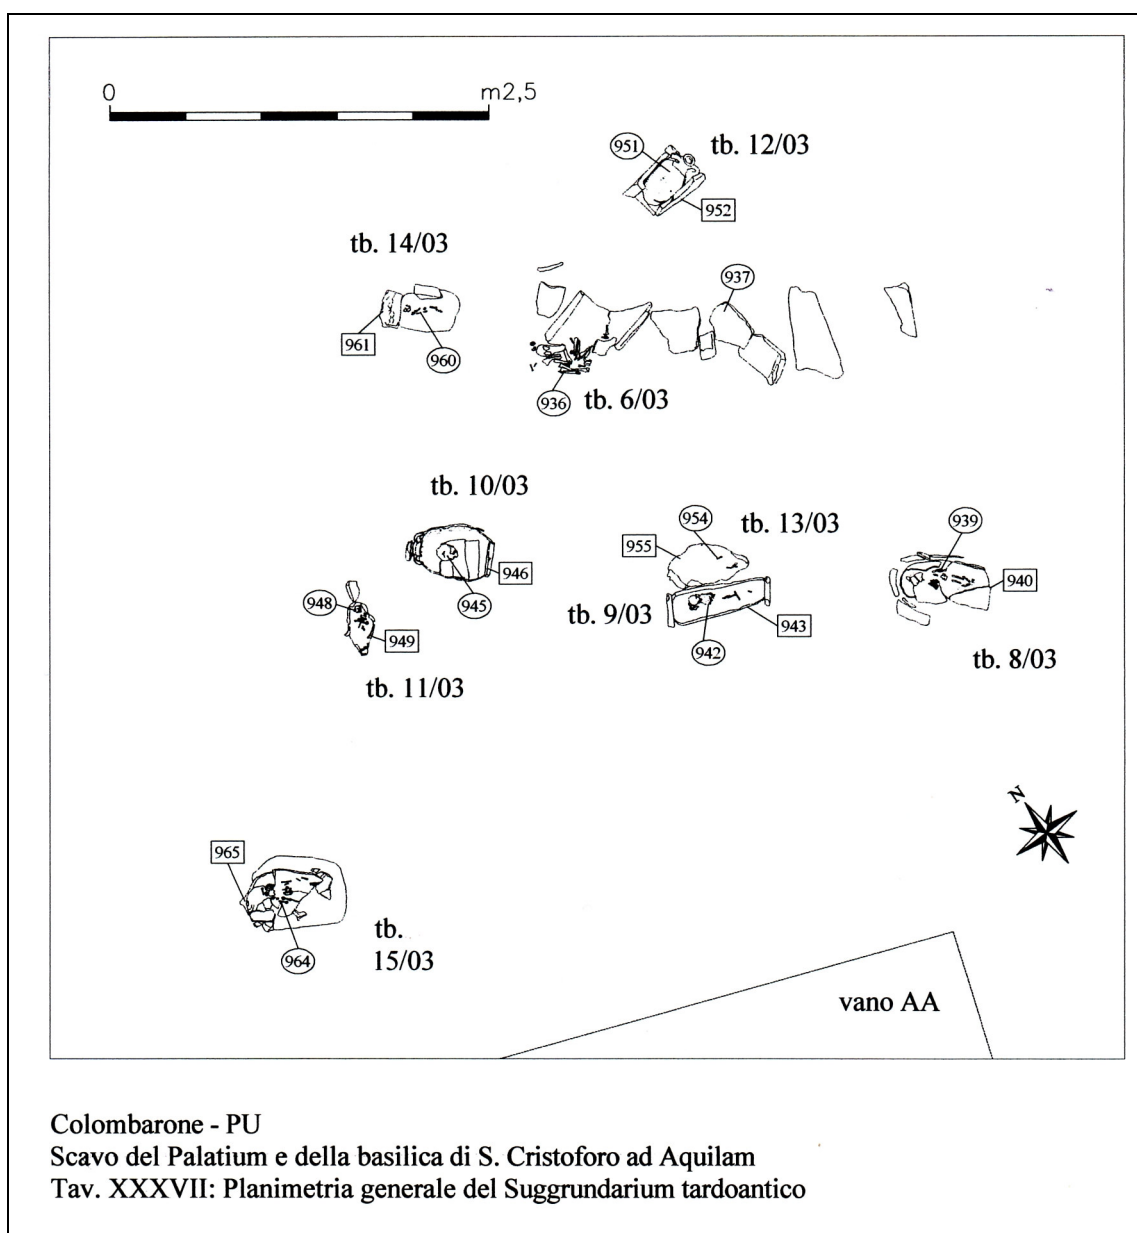 0 m2,5
951
tb. 12/03
952
tb. 14/03
937
961
960
936
tb. 6/03
tb. 10/03
954
tb. 13/03
939
955
946
940
948
945
tb. 9/03
943
949
942
tb. 8/03
tb. 11/03
N
965
tb.
15/03
964
vano AA
Colombarone - PU
Scavo del Palatium e della basilica di S. Cristoforo ad Aquilam
Tav. XXXVII: Planimetria generale del Suggrundarium tardoantico